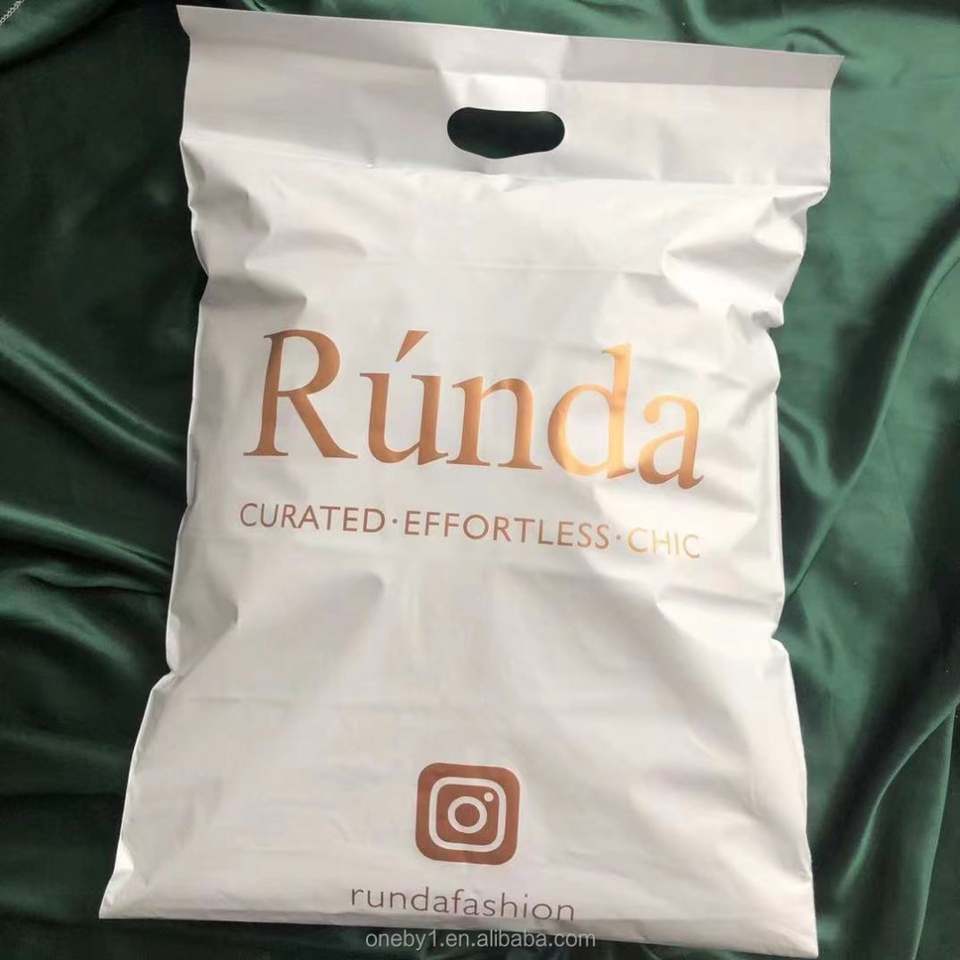 Rúnda
CURATED·EFFORTLESS·CHIC
rundafashion
oneby1.en.alibaba.com